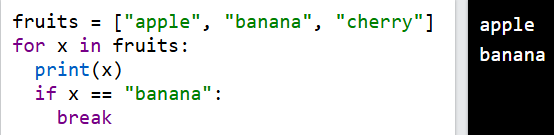 fruits = ["apple", "banana", "cherry"]
for x in fruits:
  print(x)
  if x == "banana":
    break
apple
banana